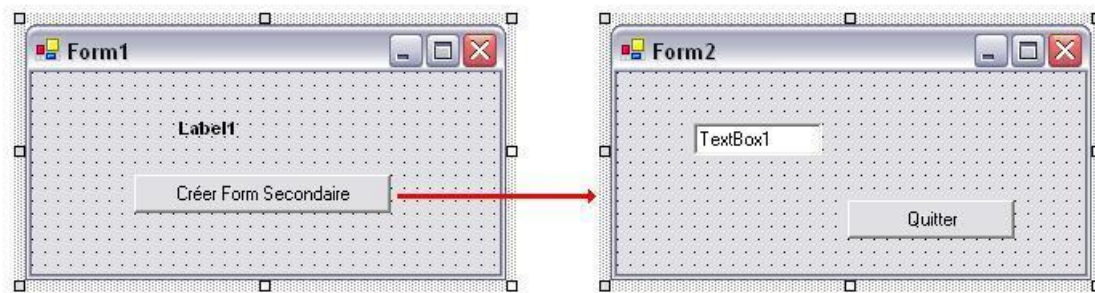 Form1
Label1
Créer Form Secondaire
Form2
TextBox1
Quitter